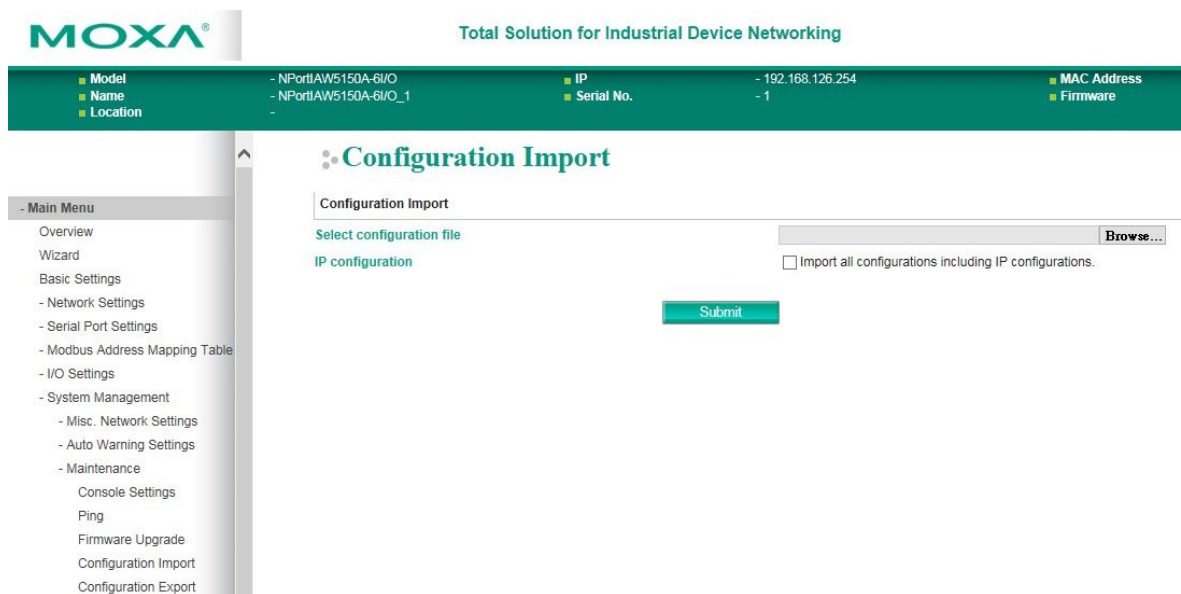 MOXA®
Total Solution for Industrial Device Networking
Model - NPortIAW5150A-6I/O IP - 192.168.126.254 MAC Address
Name - NPortIAW5150A-6I/O_1 Serial No. - 1 Firmware
Location -
Configuration Import
- Main Menu
Overview
Wizard
Basic Settings
- Network Settings
- Serial Port Settings
- Modbus Address Mapping Table
- I/O Settings
- System Management
- Misc. Network Settings
- Auto Warning Settings
- Maintenance
Console Settings
Ping
Firmware Upgrade
Configuration Import
Configuration Export
Configuration Import
Select configuration file Browse...
IP configuration Import all configurations including IP configurations.
Submit